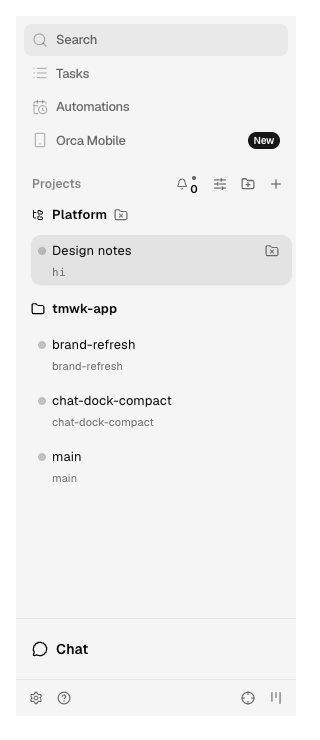 Search
Tasks
Automations
Orca Mobile New
Projects 0
Platform
Design notes
hi
tmwk-app
brand-refresh
brand-refresh
chat-dock-compact
chat-dock-compact
main
main
Chat